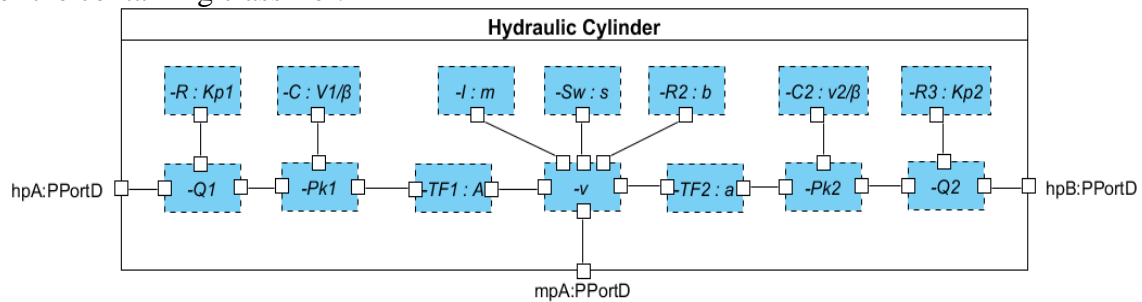 Hydraulic Cylinder
-R : Kp1
-C : V1/β
-I : m
-Sw : s
-R2 : b
-C2 : v2/β
-R3 : Kp2
hpA:PPortD
-Q1
-Pk1
-TF1 : A
-v
-TF2 : a
-Pk2
-Q2
hpB:PPortD
mpA:PPortD